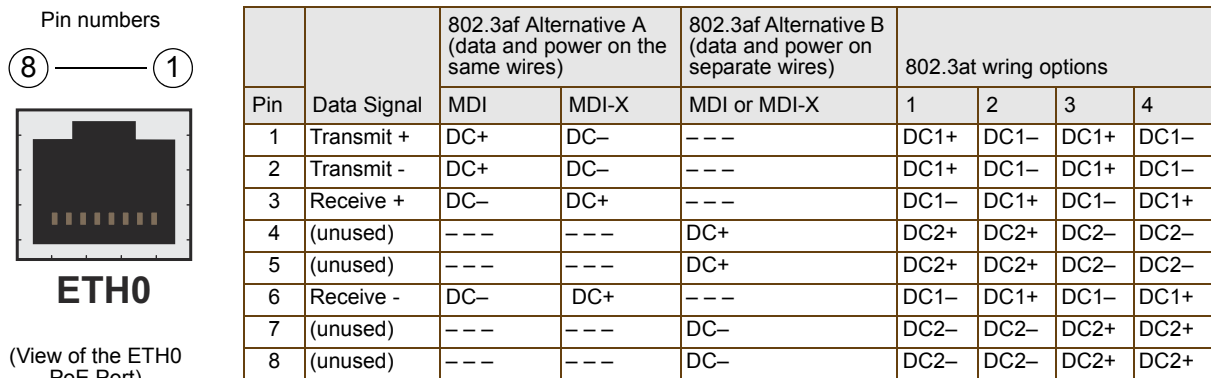 Pin numbers
8 1
ETH0
(View of the ETH0
PoE Port)
802.3af Alternative A
(data and power on the
same wires)
802.3af Alternative B
(data and power on
separate wires)
802.3at wring options
Pin Data Signal MDI MDI-X MDI or MDI-X 1 2 3 4
1 Transmit + DC+ DC– – – – DC1+ DC1– DC1+ DC1–
2 Transmit - DC+ DC– – – – DC1+ DC1– DC1+ DC1–
3 Receive + DC– DC+ – – – DC1– DC1+ DC1– DC1+
4 (unused) – – – – – – DC+ DC2+ DC2+ DC2– DC2–
5 (unused) – – – – – – DC+ DC2+ DC2+ DC2– DC2–
6 Receive - DC– DC+ – – – DC1– DC1+ DC1– DC1+
7 (unused) – – – – – – DC– DC2– DC2– DC2+ DC2+
8 (unused) – – – – – – DC– DC2– DC2– DC2+ DC2+